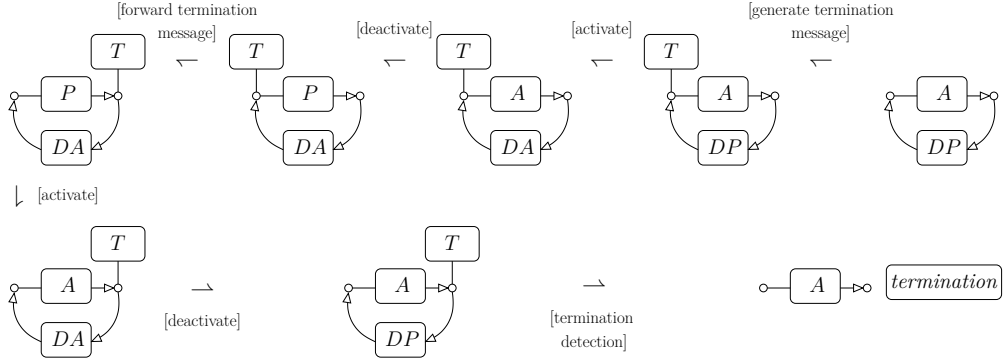 [forward termination
message]
[deactivate]
[activate]
[generate termination
message]
T
T
T
T
P
P
A
A
A
DA
DA
DA
DP
DP
[activate]
T
T
A
A
A
termination
DA
[deactivate]
DP
[termination
detection]